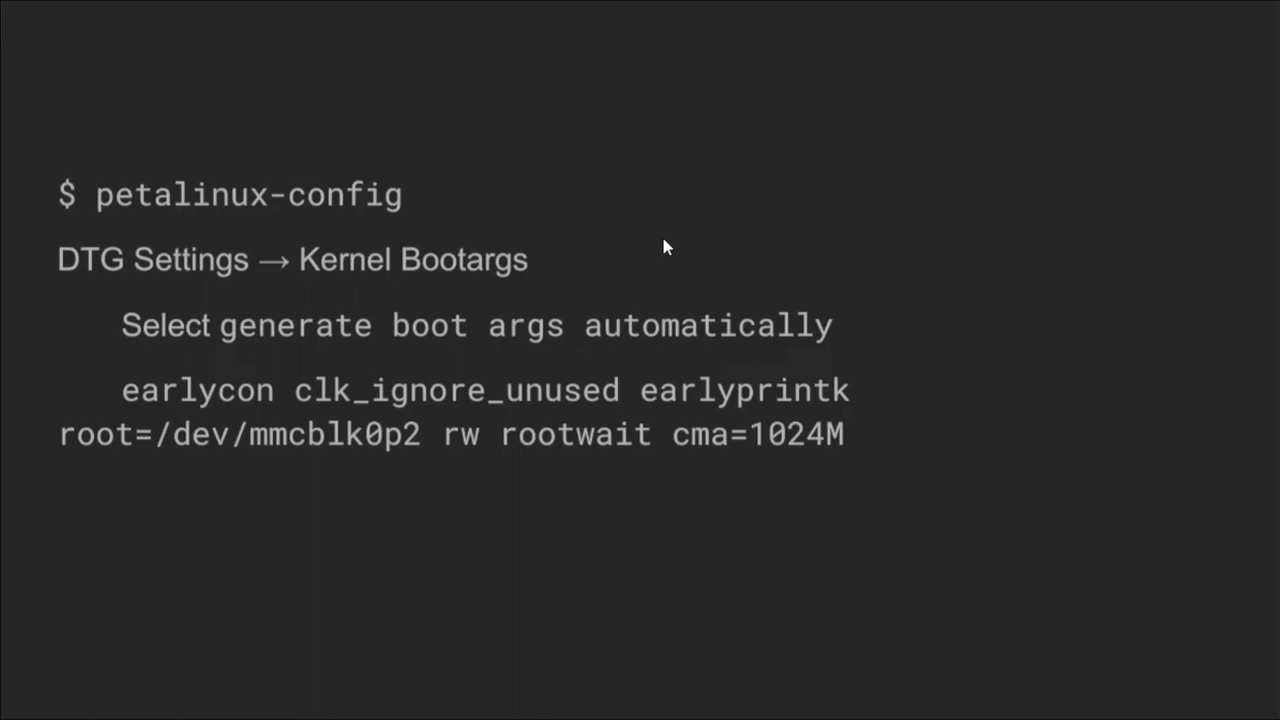 $ petalinux-config
DTG Settings → Kernel Bootargs
Select generate boot args automatically
earlycon clk_ignore_unused earlyprintk
root=/dev/mmcblk0p2 rw rootwait cma=1024M